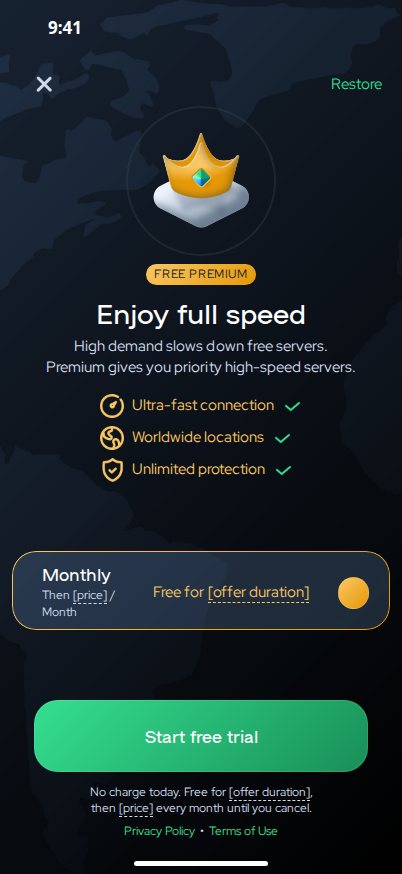 9:41
Restore
FREE PREMIUM
Enjoy full speed
High demand slows down free servers.
Premium gives you priority high-speed servers.
Ultra-fast connection
Worldwide locations
Unlimited protection
Monthly
Then [price] /
Month
Free for [offer duration]
Start free trial
No charge today. Free for [offer duration],
then [price] every month until you cancel.
Privacy Policy • Terms of Use